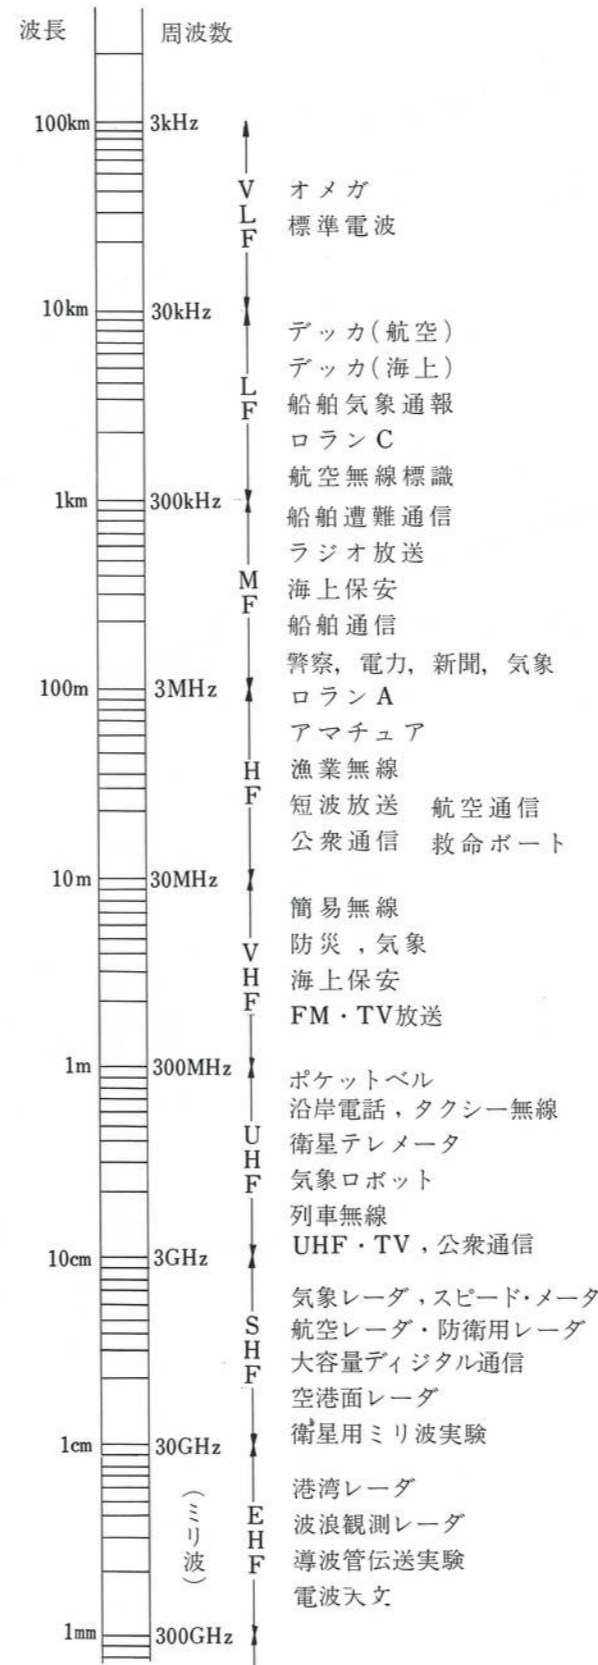 波長 周波数
100km 3kHz
VLF
オメガ
標準電波
10km 30kHz
LF
デッカ(航空)
デッカ(海上)
船舶気象通報
ロランC
航空無線標識
1km 300kHz
MF
船舶遭難通信
ラジオ放送
海上保安
船舶通信
警察, 電力, 新聞, 気象
100m 3MHz
HF
ロランA
アマチュア
漁業無線
短波放送 航空通信
公衆通信 救命ボート
10m 30MHz
VHF
簡易無線
防災,気象
海上保安
FM・TV放送
1m 300MHz
UHF
ポケットベル
沿岸電話,タクシー無線
衛星テレメータ
気象ロボット
列車無線
UHF・TV,公衆通信
10cm 3GHz
SHF
気象レーダ,スピード・メータ
航空レーダ・防衛用レーダ
大容量ディジタル通信
空港面レーダ
衛星用ミリ波実験
1cm 30GHz
(ミリ波)
EHF
港湾レーダ
波浪観測レーダ
導波管伝送実験
電波天文
1mm 300GHz